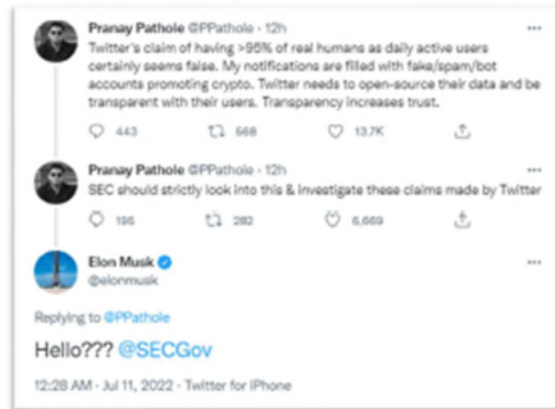 Pranay Pathole @PPathole · 12h
Twitter's claim of having >95% of real humans as daily active users
certainly seems false. My notifications are filled with fake/spam/bot
accounts promoting crypto. Twitter needs to open-source their data and be
transparent with their users. Transparency increases trust.
443 568 13.7K
Pranay Pathole @PPathole · 12h
SEC should strictly look into this & investigate these claims made by Twitter
195 282 6,669
Elon Musk
@elonmusk
Replying to @PPathole
Hello??? @SECGov
12:28 AM · Jul 11, 2022 · Twitter for iPhone